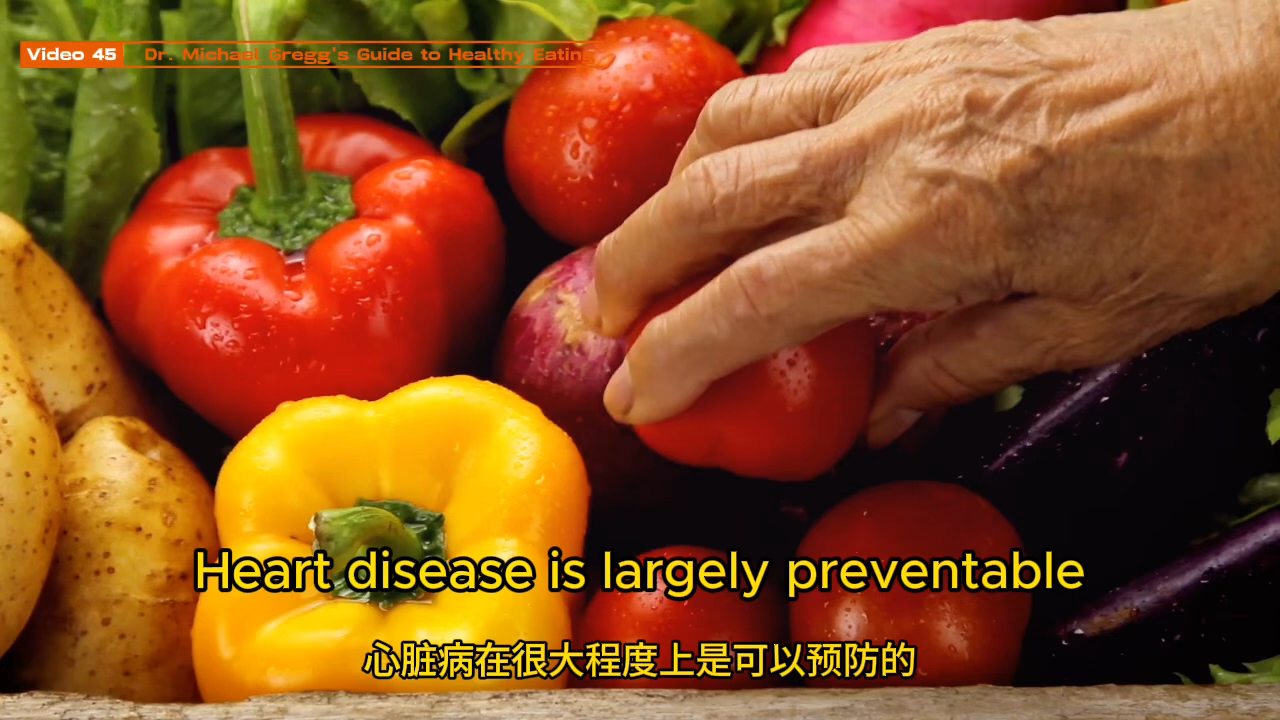 Video 45
Dr. Michael Gregg's Guide to Healthy Eating
Heart disease is largely preventable
心脏病在很大程度上是可以预防的